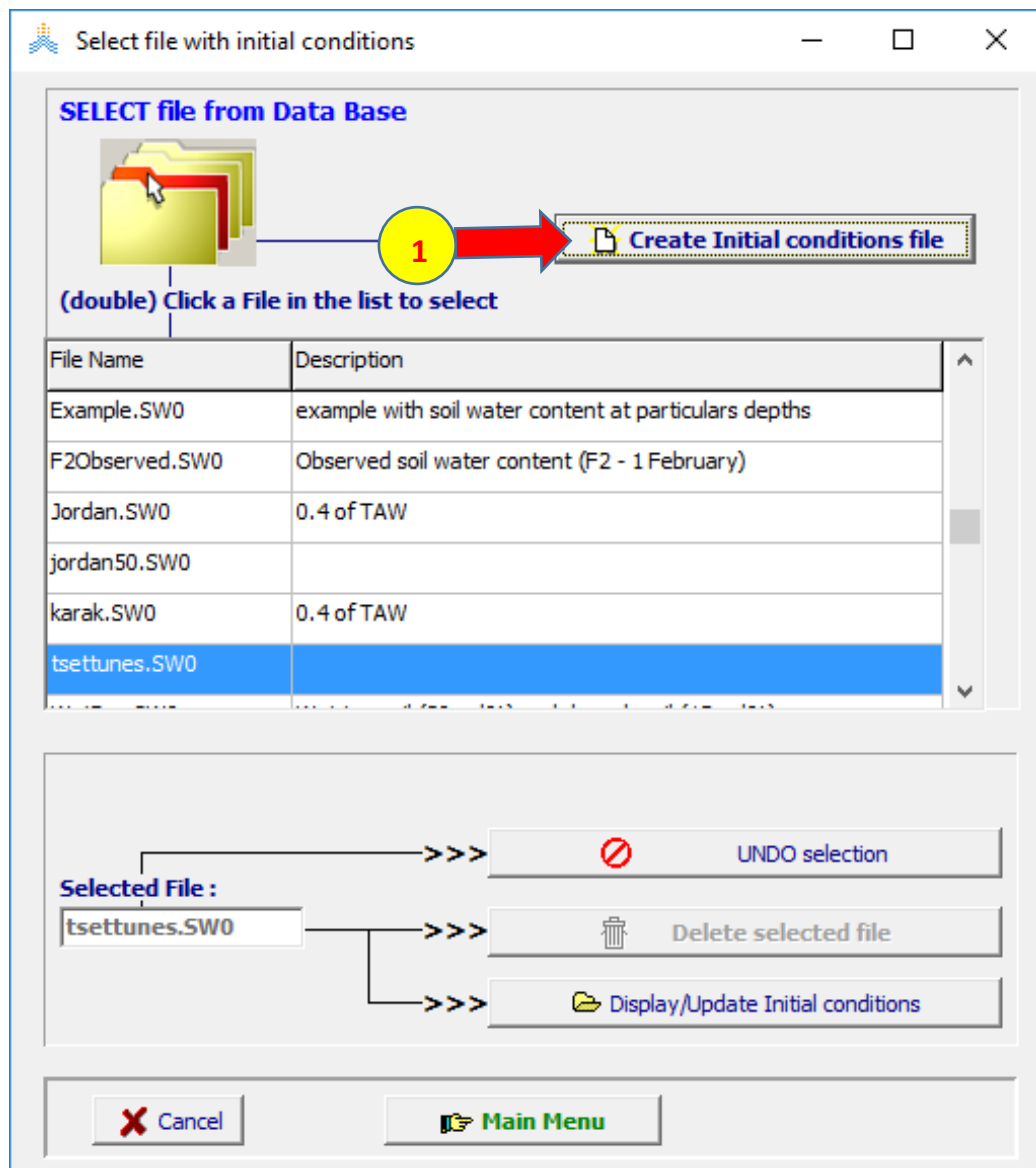 Select file with initial conditions
SELECT file from Data Base
1
Create Initial conditions file
(double) Click a File in the list to select
File Name Description
Example.SW0 example with soil water content at particulars depths
F2Observed.SW0 Observed soil water content (F2 - 1 February)
Jordan.SW0 0.4 of TAW
jordan50.SW0
karak.SW0 0.4 of TAW
tsettunes.SW0
>>> UNDO selection
Selected File :
tsettunes.SW0
>>> Delete selected file
>>> Display/Update Initial conditions
Cancel Main Menu